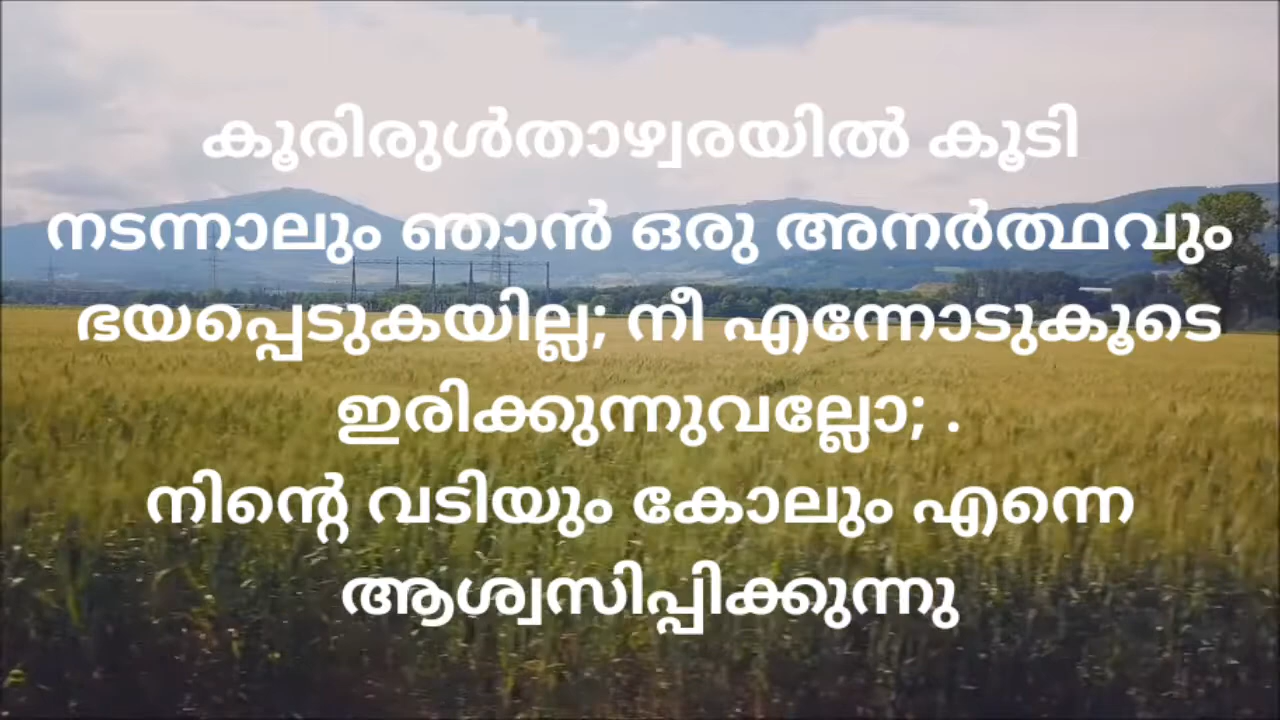 കൂരിരുൾതാഴ്വരയിൽ കൂടി
നടന്നാലും ഞാൻ ഒരു അനർത്ഥവും
ഭയപ്പെടുകയില്ല; നീ എന്നോടുകൂടെ
ഇരിക്കുന്നുവല്ലോ; .
നിന്റെ വടിയും കോലും എന്നെ
ആശ്വസിപ്പിക്കുന്നു